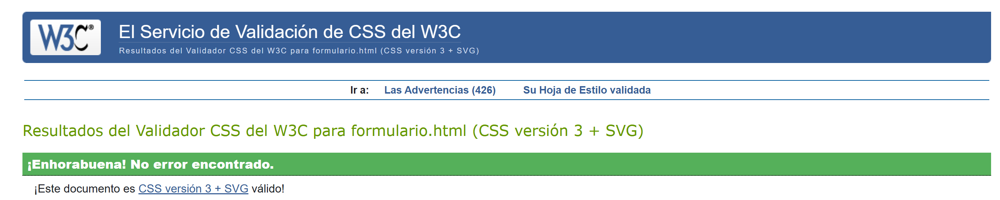 W3C®
El Servicio de Validación de CSS del W3C
Resultados del Validador CSS del W3C para formulario.html (CSS versión 3 + SVG)
Ir a: Las Advertencias (426) Su Hoja de Estilo validada
Resultados del Validador CSS del W3C para formulario.html (CSS versión 3 + SVG)
¡Enhorabuena! No error encontrado.
¡Este documento es CSS versión 3 + SVG válido!